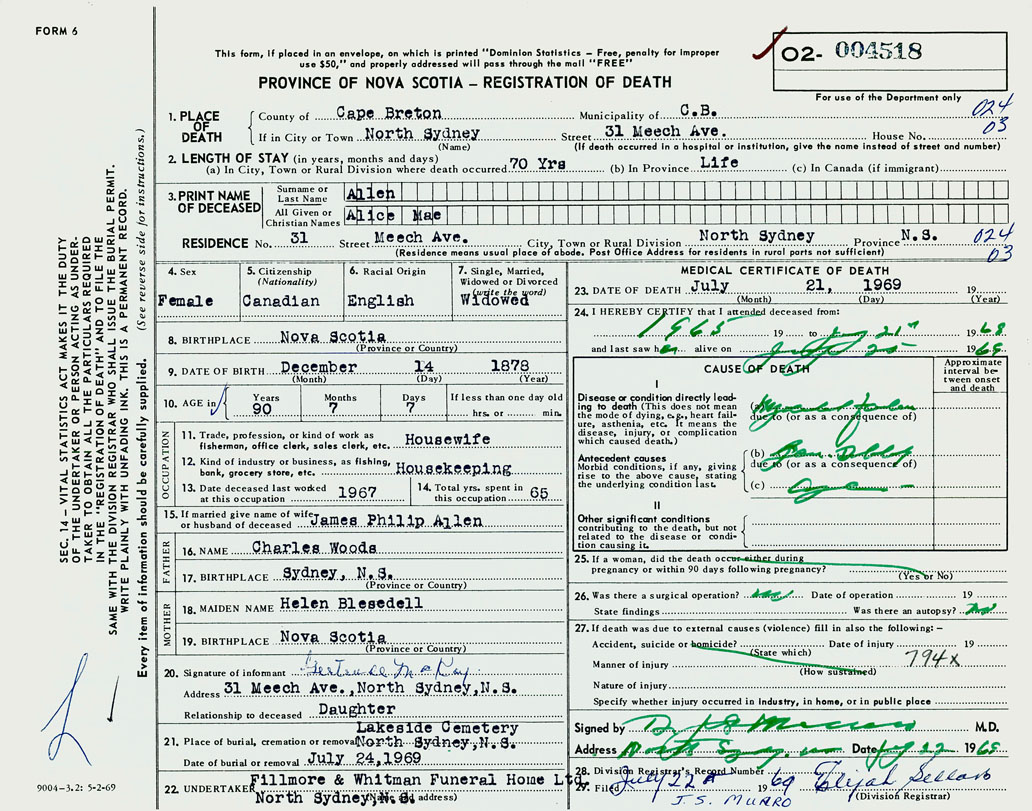 FORM 6
This form, if placed in an envelope, on which is printed "Dominion Statistics – Free, penalty for improper
use $50," and properly addressed will pass through the mail "FREE"
PROVINCE OF NOVA SCOTIA – REGISTRATION OF DEATH
O2- 004518
For use of the Department only
1. PLACE OF DEATH
County of Cape Breton Municipality of C.B. 024
If in City or Town North Sydney Street 31 Meech Ave. House No. 03
(Name) (If death occurred in a hospital or institution, give the name instead of street and number)
2. LENGTH OF STAY (in years, months and days)
(a) In City, Town or Rural Division where death occurred 70 Yrs (b) In Province Life (c) In Canada (if immigrant)
3. PRINT NAME OF DECEASED
Surname or Last Name Allen
All Given or Christian Names Alice Mae
RESIDENCE No. 31 Street Meech Ave. City, Town or Rural Division North Sydney Province N.S. 024
(Residence means usual place of abode. Post Office Address for residents in rural parts not sufficient) 03
4. Sex
Female
5. Citizenship
(Nationality)
Canadian
6. Racial Origin
English
7. Single, Married,
Widowed or Divorced
(write the word)
Widowed
8. BIRTHPLACE Nova Scotia
(Province or Country)
9. DATE OF BIRTH December 14 1878
(Month) (Day) (Year)
10. AGE in
Years Months Days If less than one day old
90 7 7 hrs. or min.
OCCUPATION
11. Trade, profession, or kind of work as
fisherman, office clerk, sales clerk, etc. Housewife
12. Kind of industry or business, as fishing,
bank, grocery store, etc. Housekeeping
13. Date deceased last worked
at this occupation 1967
14. Total yrs. spent in
this occupation 65
15. If married give name of wife
or husband of deceased James Philip Allen
FATHER
16. NAME Charles Woods
17. BIRTHPLACE Sydney, N.S.
(Province or Country)
MOTHER
18. MAIDEN NAME Helen Blesedell
19. BIRTHPLACE Nova Scotia
(Province or Country)
20. Signature of informant Gertrude McKay
Address 31 Meech Ave., North Sydney, N.S.
Relationship to deceased Daughter
Lakeside Cemetery
21. Place of burial, cremation or removal North Sydney, N.S.
Date of burial or removal July 24, 1969
Fillmore & Whitman Funeral Home Ltd.
22. UNDERTAKER North Sydney, N.S.
(Name and address)
MEDICAL CERTIFICATE OF DEATH
23. DATE OF DEATH July 21, 1969 19
(Month) (Day) (Year)
24. I HEREBY CERTIFY that I attended deceased from:
1965 19 to 21st 1968
and last saw her alive on July 20 1969
CAUSE OF DEATH
Approximate
interval be-
tween onset
and death
I
Disease or condition directly lead-
ing to death (This does not
mean the mode of dying, e.g., heart fail-
ure, asthenia, etc. It means the
disease, injury, or complication
which caused death.)
(a)
due to (or as a consequence of)
Antecedent causes
Morbid conditions, if any, giving
rise to the above cause, stating
the underlying condition last.
(b)
due to (or as a consequence of)
(c)
II
Other significant conditions
contributing to the death, but not
related to the disease or condi-
tion causing it.
25. If a woman, did the death occur either during
pregnancy or within 90 days following pregnancy?
(Yes or No)
26. Was there a surgical operation? Date of operation 19
State findings Was there an autopsy? No
27. If death was due to external causes (violence) fill in also the following: –
Accident, suicide or homicide? Date of injury 19
(State which)
Manner of injury 794x
(How sustained)
Nature of injury
Specify whether injury occurred in industry, in home, or in public place
Signed by M.D.
Address North Sydney Date July 22 1969
28. Division Registrar's Record Number
29. Filed July 22 1969 Elijah
J.S. MUNRO (Division Registrar)
SEC. 14 – VITAL STATISTICS ACT MAKES IT THE DUTY
OF THE UNDERTAKER OR PERSON ACTING AS UNDER-
TAKER TO OBTAIN ALL THE PARTICULARS REQUIRED
IN THE "REGISTRATION OF DEATH" AND TO FILE THE
SAME WITH THE DIVISION REGISTRAR WHO SHALL ISSUE THE BURIAL PERMIT.
WRITE PLAINLY WITH UNFADING INK. THIS IS A PERMANENT RECORD.
Every item of information should be carefully supplied. (See reverse side for instructions.)
9004–3.2: 5-2-69